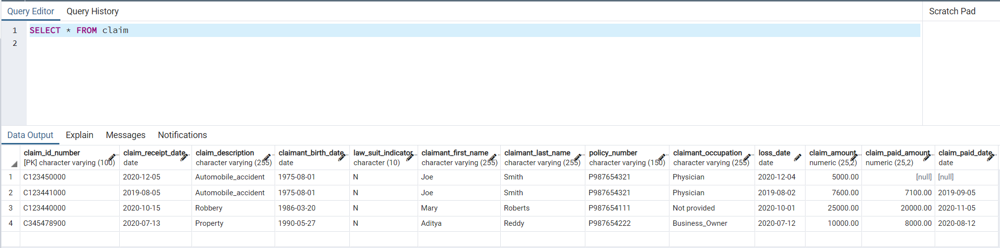 Query Editor Query History Scratch Pad
1 SELECT * FROM claim
2
Data Output Explain Messages Notifications
claim_id_number claim_receipt_date claim_description claimant_birth_date law_suit_indicator claimant_first_name claimant_last_name policy_number claimant_occupation loss_date claim_amount claim_paid_amount claim_paid_date
[PK] character varying (100) date character varying (255) date character (10) character varying (255) character varying (255) character varying (150) character varying (255) date numeric (25,2) numeric (25,2) date
1 C123450000 2020-12-05 Automobile_accident 1975-08-01 N Joe Smith P987654321 Physician 2020-12-04 5000.00 [null] [null]
2 C123441000 2019-08-05 Automobile_accident 1975-08-01 N Joe Smith P987654321 Physician 2019-08-02 7600.00 7100.00 2019-09-05
3 C123440000 2020-10-15 Robbery 1986-03-20 N Mary Roberts P987654111 Not provided 2020-10-01 25000.00 20000.00 2020-11-05
4 C345478900 2020-07-13 Property 1990-05-27 N Aditya Reddy P987654222 Business_Owner 2020-07-12 10000.00 8000.00 2020-08-12